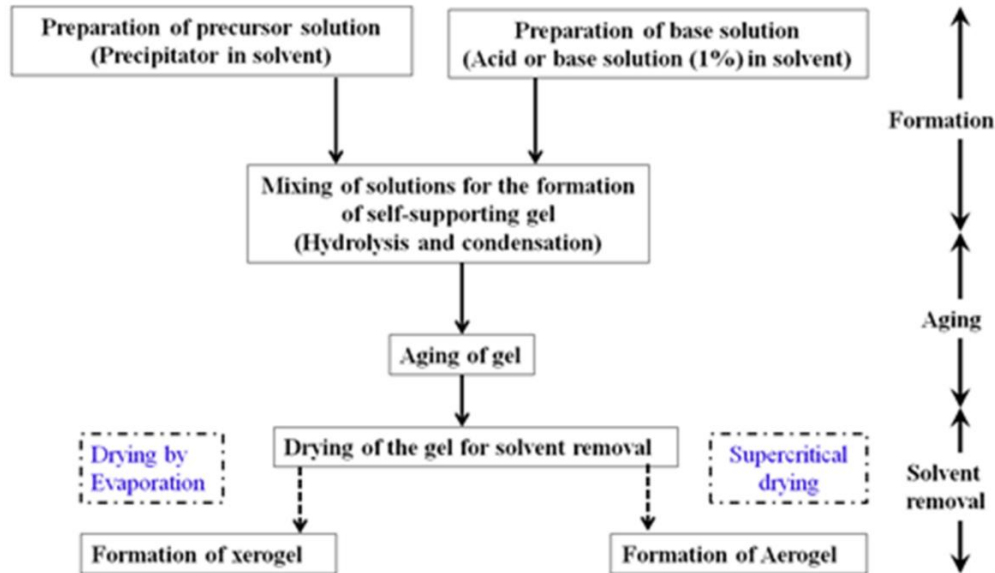 Preparation of precursor solution
(Precipitator in solvent)
Preparation of base solution
(Acid or base solution (1%) in solvent)
Formation
Mixing of solutions for the formation
of self-supporting gel
(Hydrolysis and condensation)
Aging
Aging of gel
Drying by
Evaporation
Drying of the gel for solvent removal
Supercritical
drying
Solvent
removal
Formation of xerogel
Formation of Aerogel